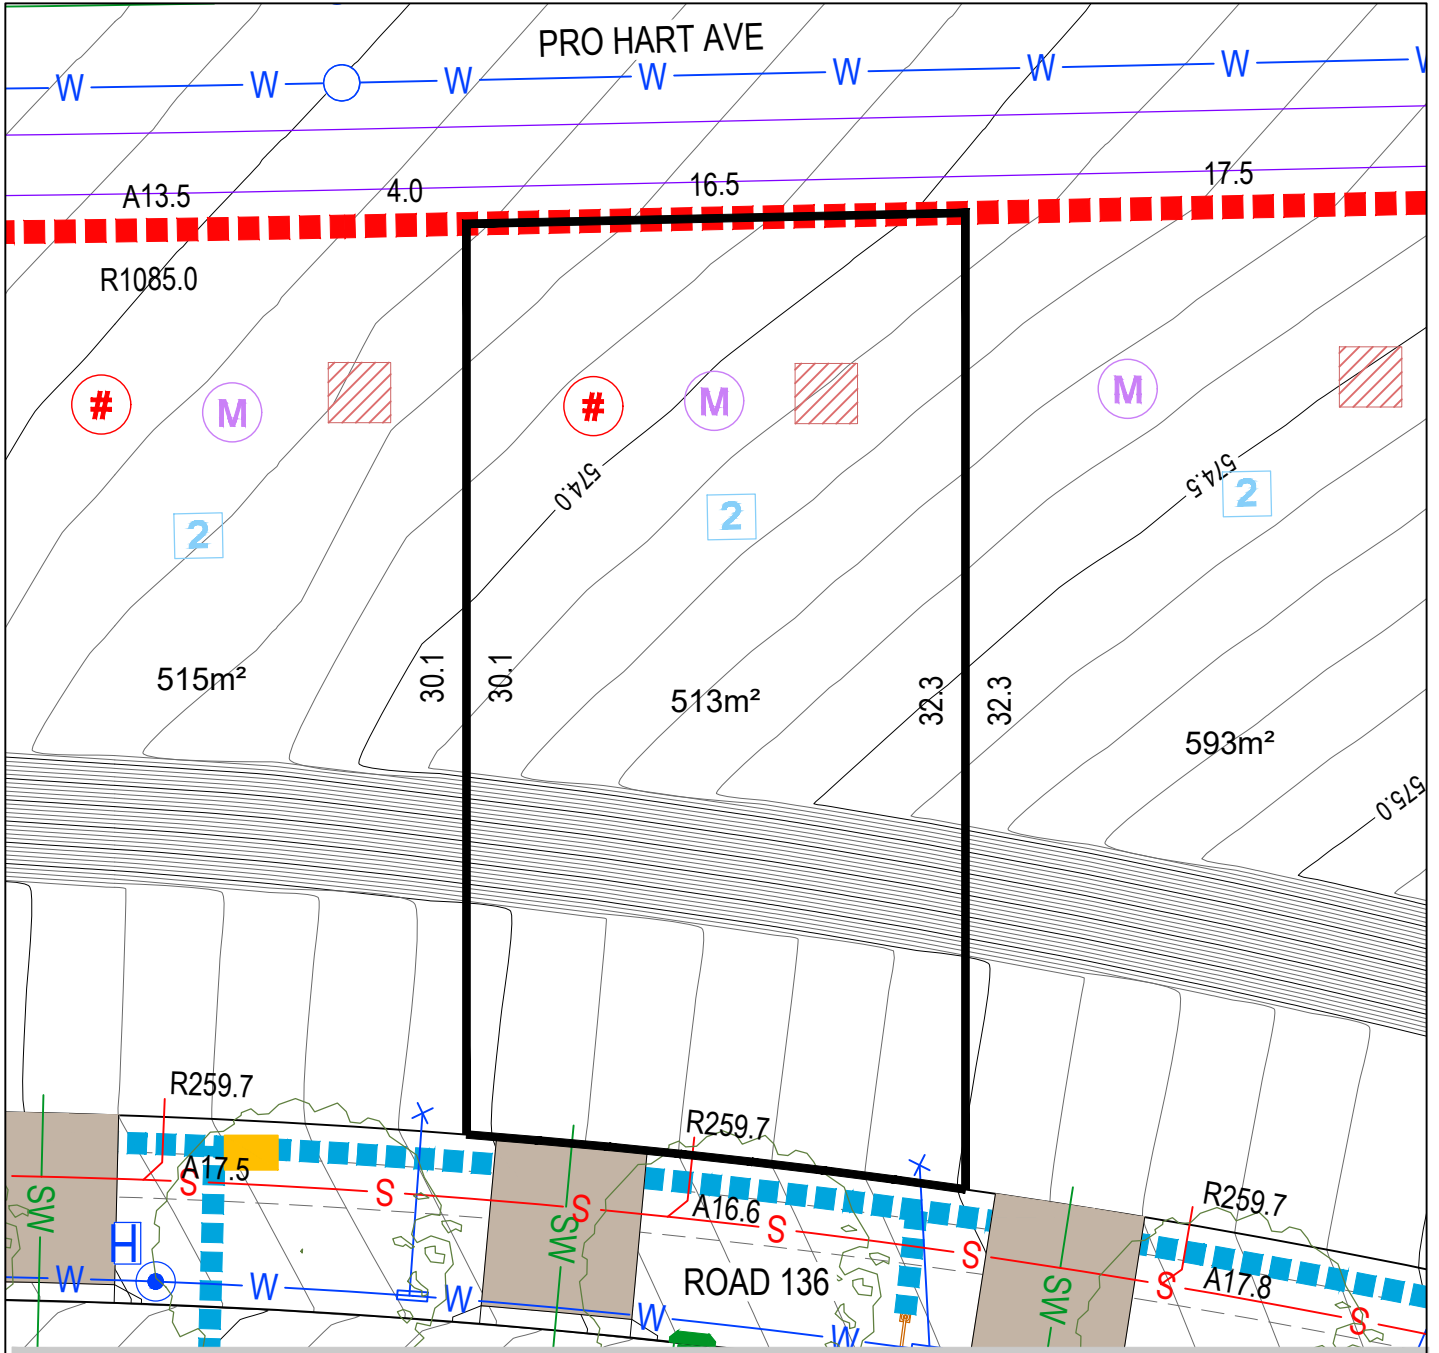 PRO HART AVE
W W W W W W W W
A13.5 4.0 16.5 17.5
R1085.0
# M # M M
574.0 574.5
2 2 2
30.1 30.1 32.3 32.3
515m² 513m² 593m²
575.0
R259.7 R259.7 R259.7
A17.5 A16.6 A17.8
S S S S S S S
SW SW SW
H
ROAD 136
W W W W W